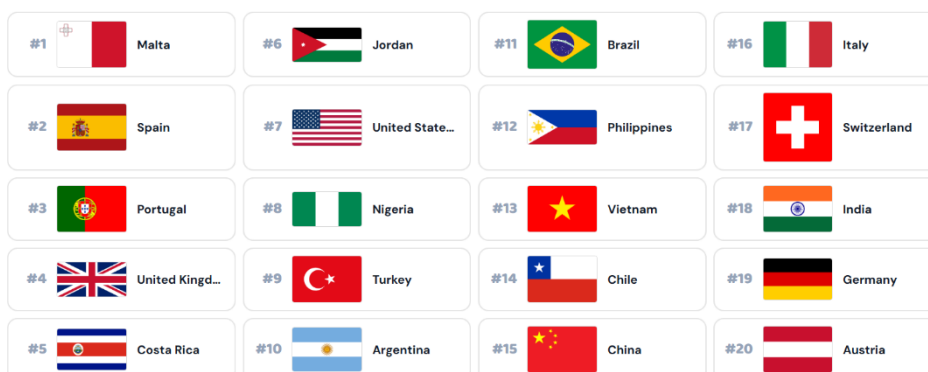 #1 Malta
#6 Jordan
#11 Brazil
#16 Italy
#2 Spain
#7 United State...
#12 Philippines
#17 Switzerland
#3 Portugal
#8 Nigeria
#13 Vietnam
#18 India
#4 United Kingd...
#9 Turkey
#14 Chile
#19 Germany
#5 Costa Rica
#10 Argentina
#15 China
#20 Austria